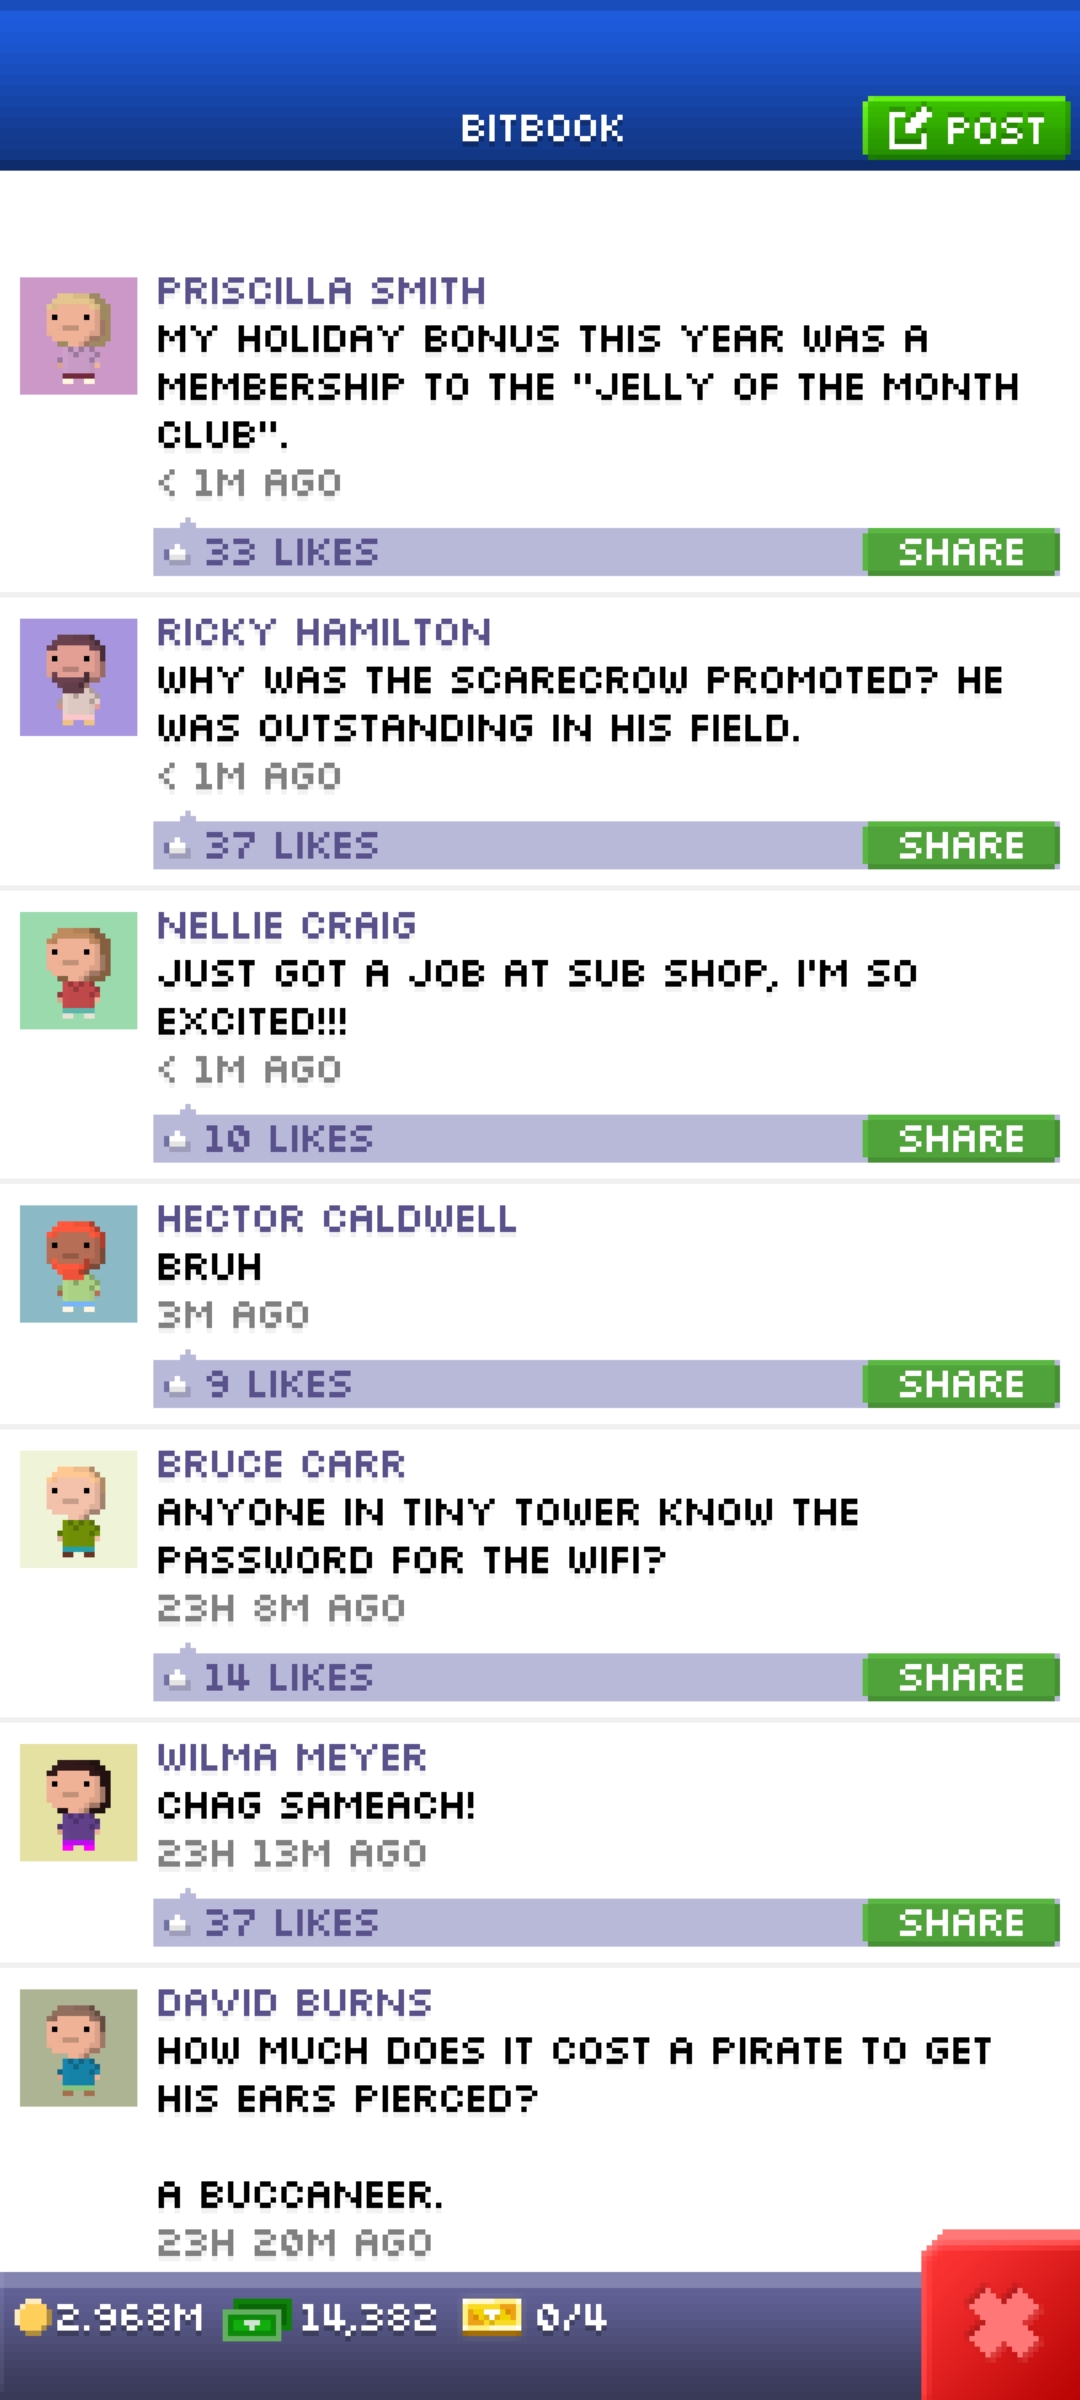 BITBOOK
POST
PRISCILLA SMITH
MY HOLIDAY BONUS THIS YEAR WAS A
MEMBERSHIP TO THE "JELLY OF THE MONTH
CLUB".
< 1M AGO
33 LIKES
SHARE
RICKY HAMILTON
WHY WAS THE SCARECROW PROMOTED? HE
WAS OUTSTANDING IN HIS FIELD.
< 1M AGO
37 LIKES
SHARE
NELLIE CRAIG
JUST GOT A JOB AT SUB SHOP, I'M SO
EXCITED!!!
< 1M AGO
10 LIKES
SHARE
HECTOR CALDWELL
BRUH
3M AGO
9 LIKES
SHARE
BRUCE CARR
ANYONE IN TINY TOWER KNOW THE
PASSWORD FOR THE WIFI?
23H 8M AGO
14 LIKES
SHARE
WILMA MEYER
CHAG SAMEACH!
23H 13M AGO
37 LIKES
SHARE
DAVID BURNS
HOW MUCH DOES IT COST A PIRATE TO GET
HIS EARS PIERCED?
A BUCCANEER.
23H 20M AGO
2.968M
14,382
0/4